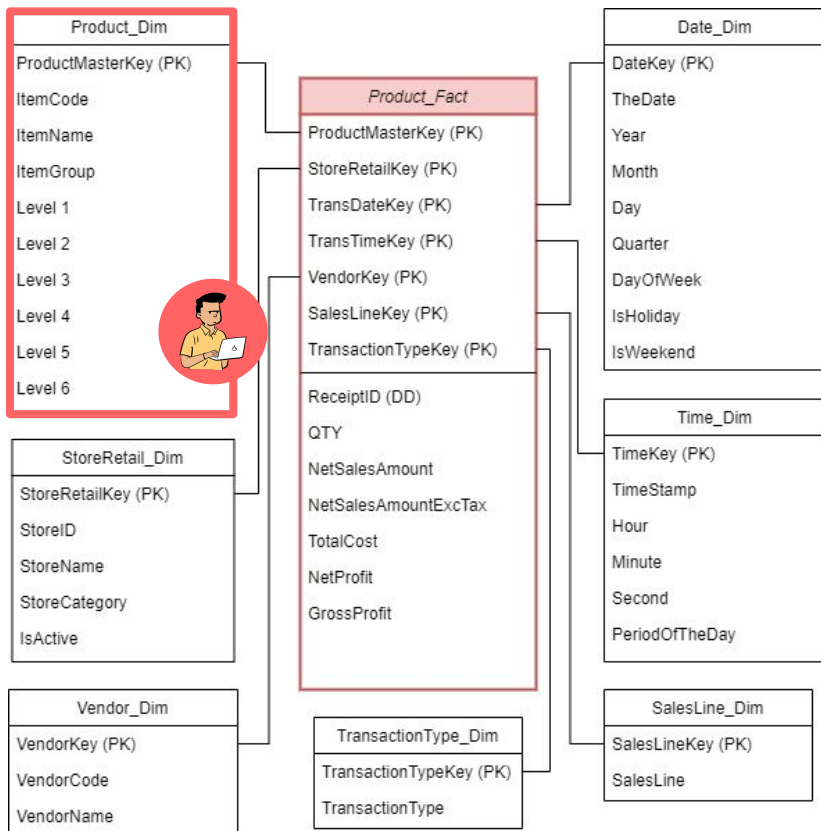 Product_Dim
ProductMasterKey (PK)
ItemCode
ItemName
ItemGroup
Level 1
Level 2
Level 3
Level 4
Level 5
Level 6
StoreRetail_Dim
StoreRetailKey (PK)
StoreID
StoreName
StoreCategory
IsActive
Vendor_Dim
VendorKey (PK)
VendorCode
VendorName
Product_Fact
ProductMasterKey (PK)
StoreRetailKey (PK)
TransDateKey (PK)
TransTimeKey (PK)
VendorKey (PK)
SalesLineKey (PK)
TransactionTypeKey (PK)
ReceiptID (DD)
QTY
NetSalesAmount
NetSalesAmountExcTax
TotalCost
NetProfit
GrossProfit
TransactionType_Dim
TransactionTypeKey (PK)
TransactionType
Date_Dim
DateKey (PK)
TheDate
Year
Month
Day
Quarter
DayOfWeek
IsHoliday
IsWeekend
Time_Dim
TimeKey (PK)
TimeStamp
Hour
Minute
Second
PeriodOfTheDay
SalesLine_Dim
SalesLineKey (PK)
SalesLine